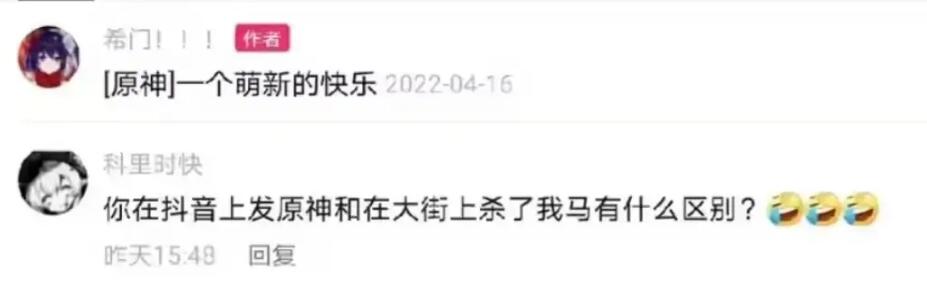 希门！！！ 作者
[原神]一个萌新的快乐 2022-04-16
科里时快
你在抖音上发原神和在大街上杀了我马有什么区别？🤣🤣🤣
昨天15:48 回复